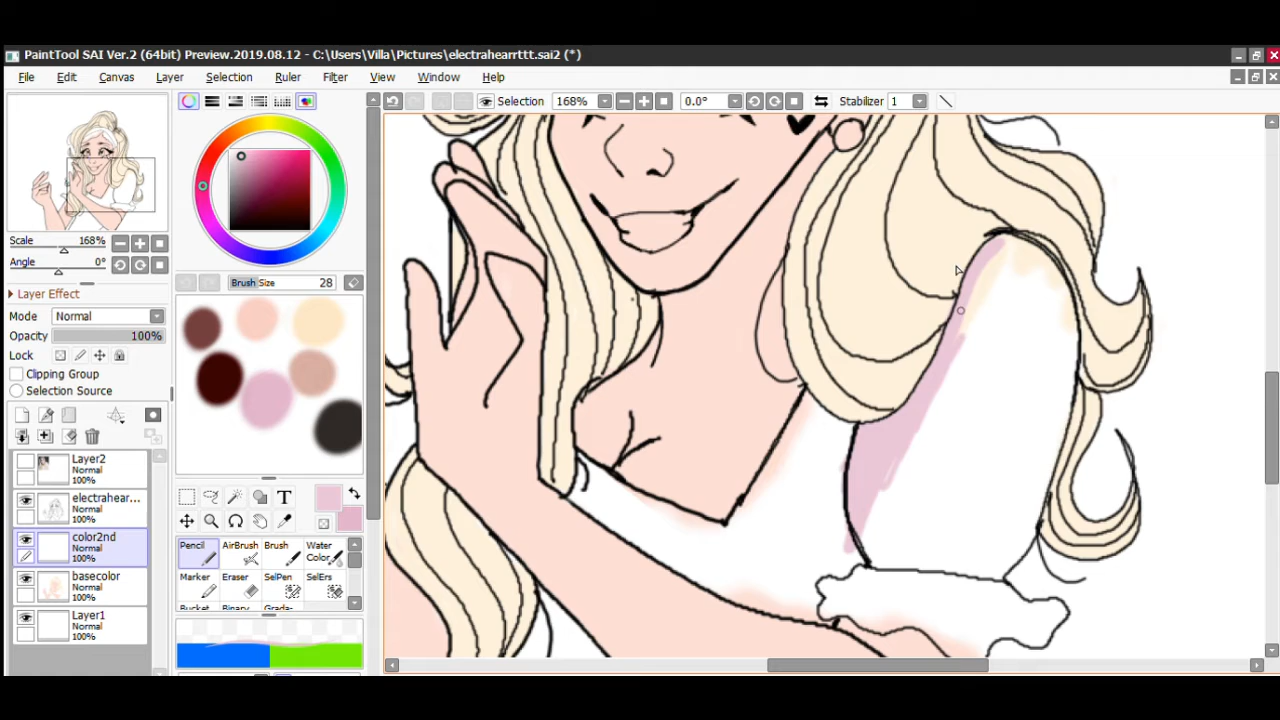 PaintTool SAI Ver.2 (64bit) Preview.2019.08.12 - C:\Users\Villa\Pictures\electrahearrttt.sai2 (*)
File Edit Canvas Layer Selection Ruler Filter View Window Help
Selection 168% 0.0° Stabilizer 1
Scale 168%
Angle 0°
Layer Effect
Mode Normal
Opacity 100%
Lock
Clipping Group
Selection Source
Layer2
Normal
100%
electrahear...
Normal
100%
color2nd
Normal
100%
basecolor
Normal
100%
Layer1
Normal
100%
Brush Size 28
T
Pencil AirBrush Brush Water Color
Marker Eraser SelPen SelErs
Bucket Binary Grada-